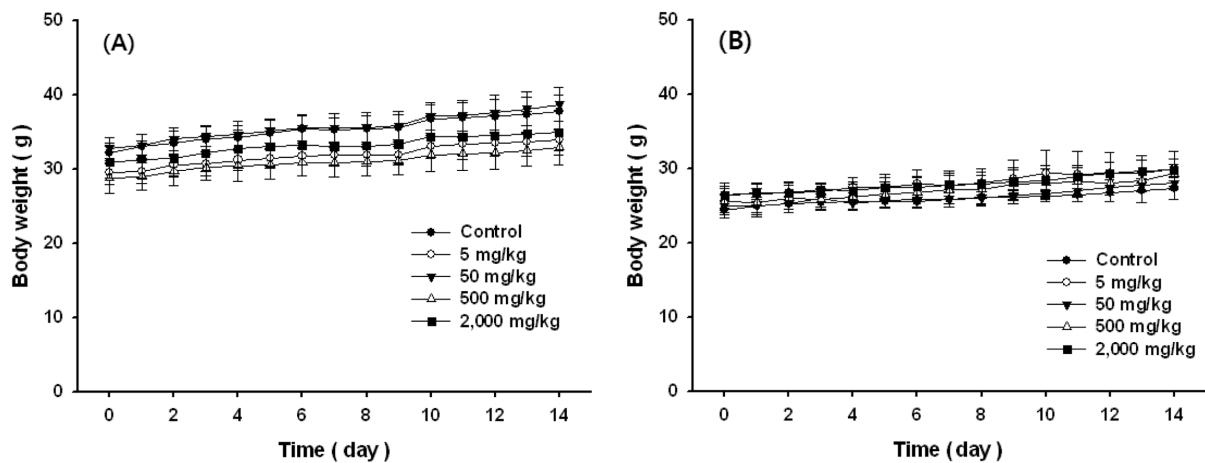 (A)
Body weight ( g )
50
40
30
20
10
0
Control
5 mg/kg
50 mg/kg
500 mg/kg
2,000 mg/kg
0 2 4 6 8 10 12 14
Time ( day )
(B)
Body weight ( g )
50
40
30
20
10
0
Control
5 mg/kg
50 mg/kg
500 mg/kg
2,000 mg/kg
0 2 4 6 8 10 12 14
Time ( day )